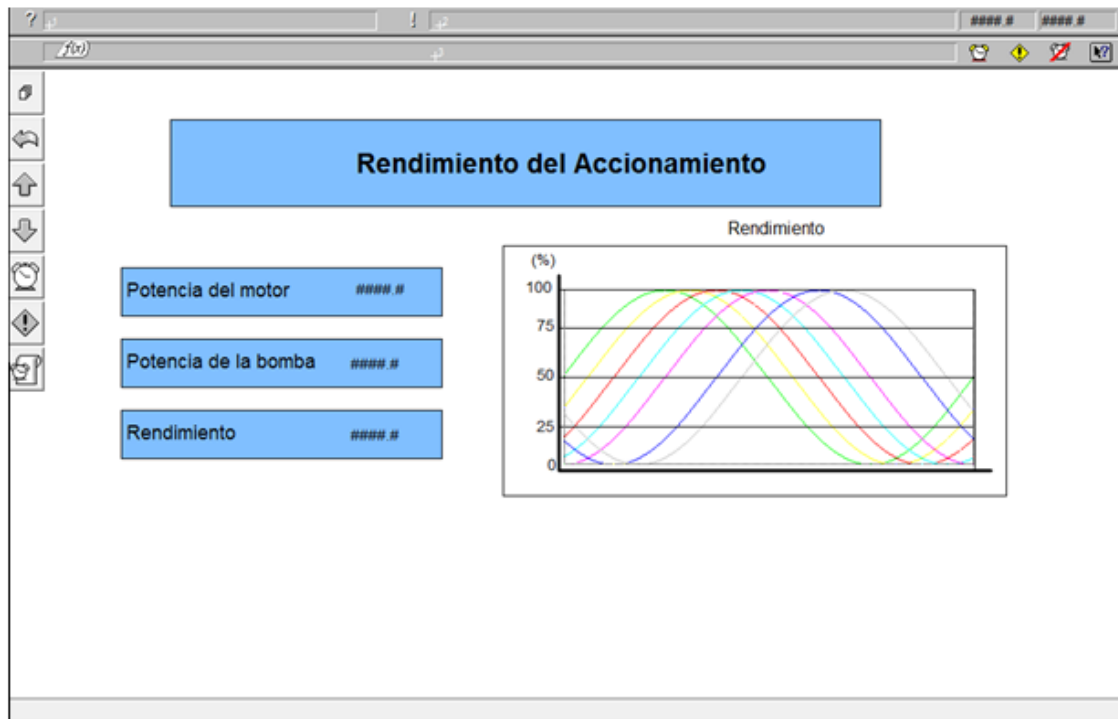 ? !
####.# ####.#
f(x)
Rendimiento del Accionamiento
Rendimiento
(%)
100
75
50
25
0
Potencia del motor ####.#
Potencia de la bomba ####.#
Rendimiento ####.#